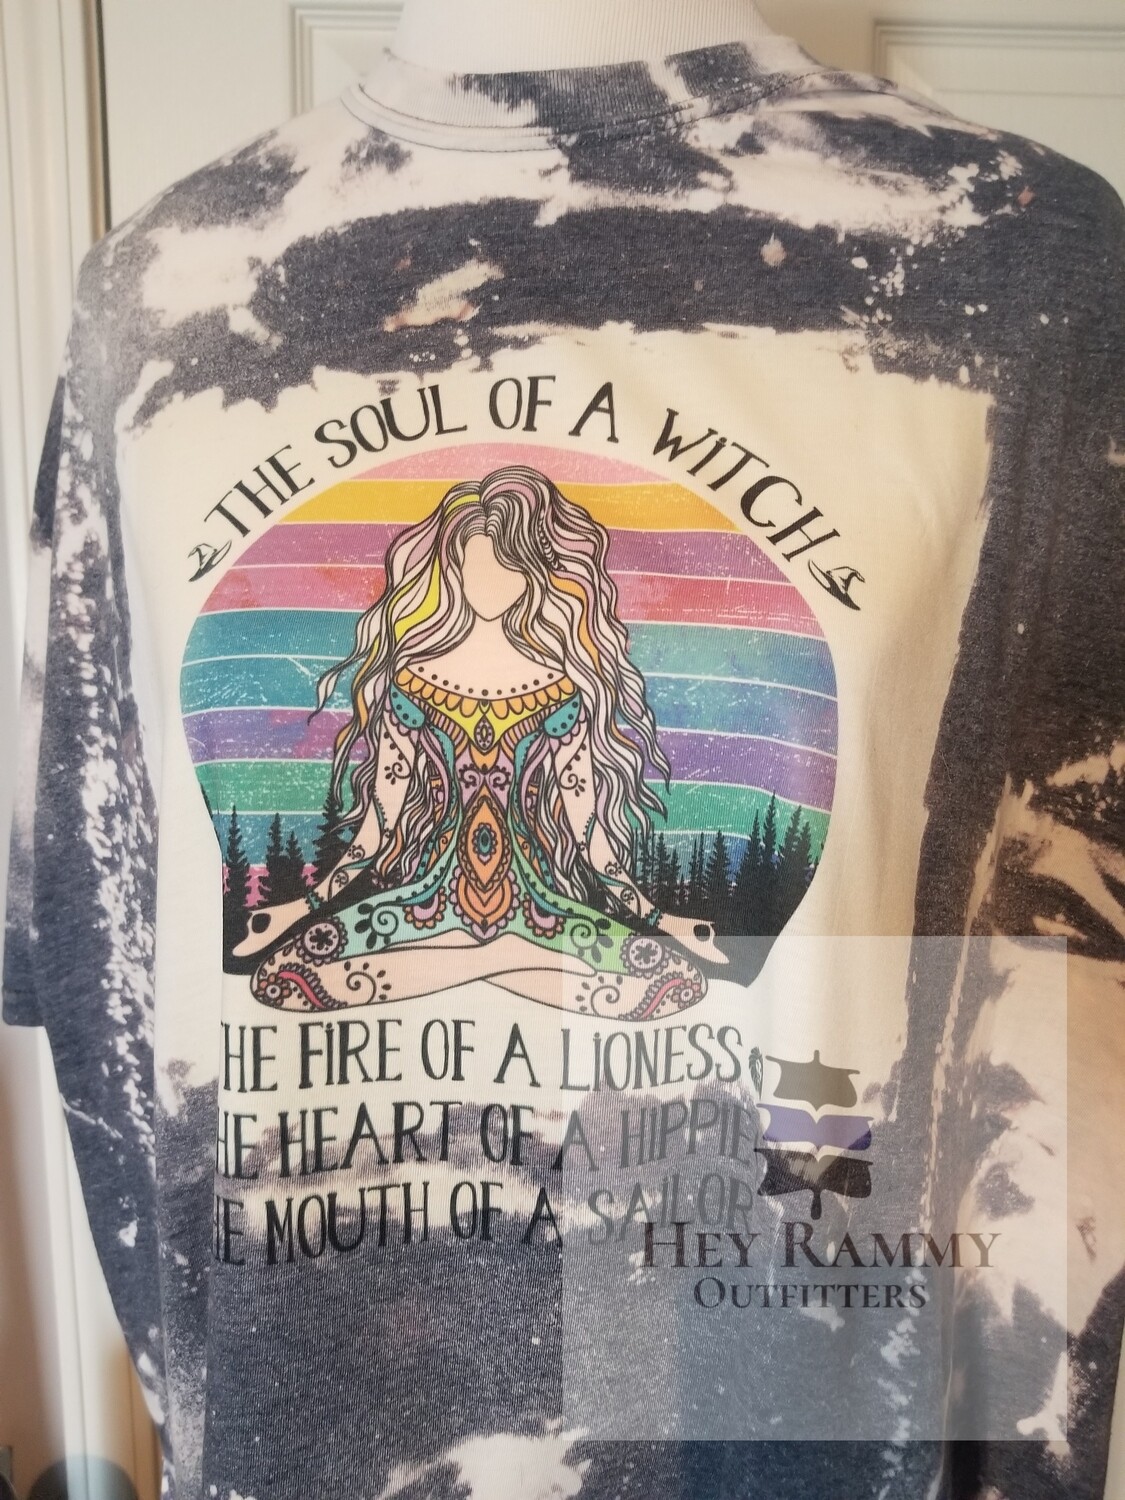 THE SOUL OF A WiTCH
THE FiRE OF A LiONESS
HE HEART OF A HIPPIE
HE MOUTH OF A SAILOR
HEY RAMMY
OUTFITTERS